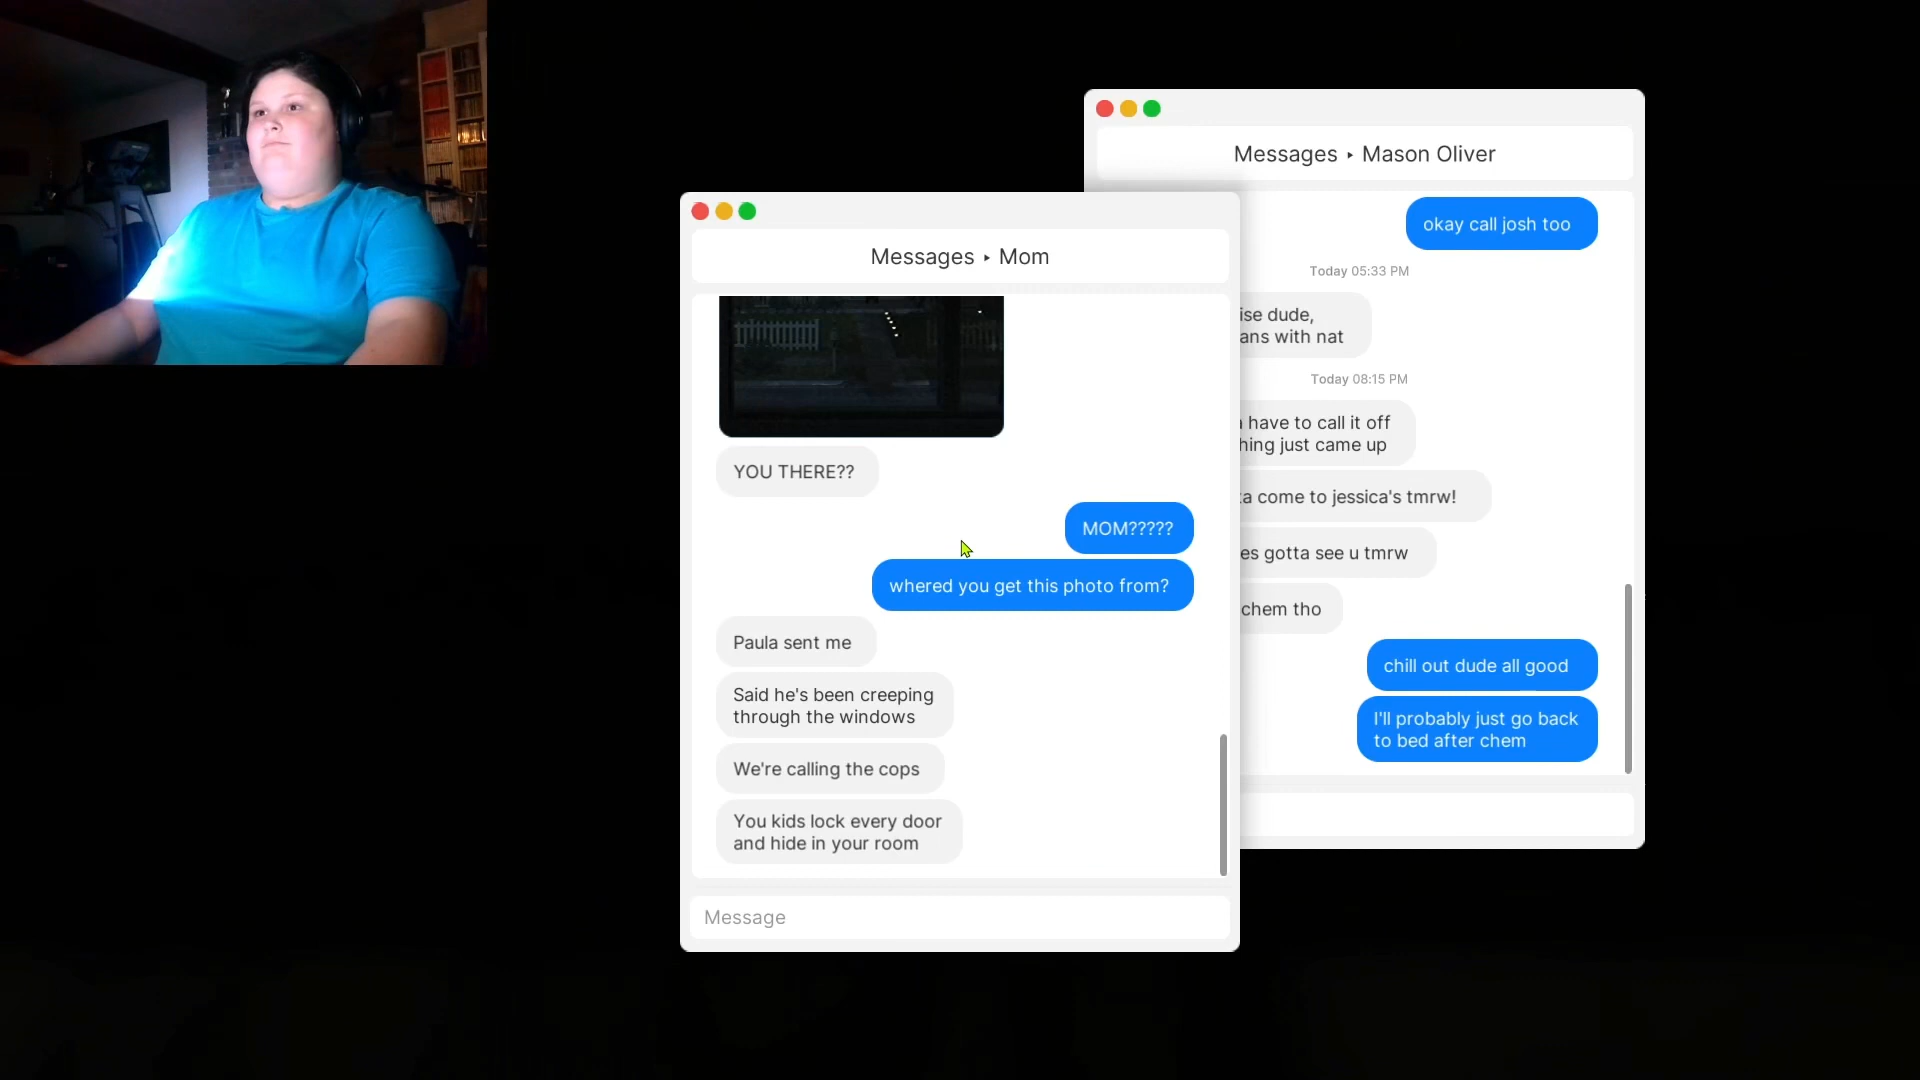 Messages ‣ Mom
YOU THERE??
MOM?????
whered you get this photo from?
Paula sent me
Said he's been creeping
through the windows
We're calling the cops
You kids lock every door
and hide in your room
Message
Messages ‣ Mason Oliver
okay call josh too
Today 05:33 PM
ise dude,
ans with nat
Today 08:15 PM
have to call it off
hing just came up
a come to jessica's tmrw!
es gotta see u tmrw
chem tho
chill out dude all good
I'll probably just go back
to bed after chem